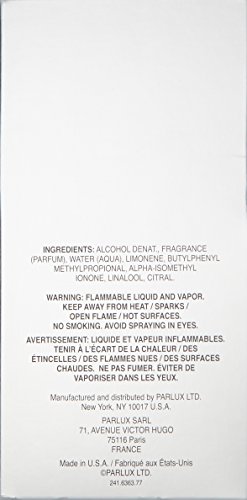 INGREDIENTS: ALCOHOL DENAT., FRAGRANCE
(PARFUM), WATER (AQUA), LIMONENE, BUTYLPHENYL
METHYLPROPIONAL, ALPHA-ISOMETHYL
IONONE, LINALOOL, CITRAL.
WARNING: FLAMMABLE LIQUID AND VAPOR.
KEEP AWAY FROM HEAT / SPARKS /
OPEN FLAME / HOT SURFACES.
NO SMOKING. AVOID SPRAYING IN EYES.
AVERTISSEMENT: LIQUIDE ET VAPEUR INFLAMMABLES.
TENIR À L'ÉCART DE LA CHALEUR / DES
ÉTINCELLES / DES FLAMMES NUES / DES SURFACES
CHAUDES. NE PAS FUMER. ÉVITER DE
VAPORISER DANS LES YEUX.
Manufactured and distributed by PARLUX LTD.
New York, NY 10017 U.S.A.
PARLUX SARL
71, AVENUE VICTOR HUGO
75116 PARIS
FRANCE
Made in U.S.A. / Fabriqué aux États-Unis
©PARLUX LTD.
241.6363.77